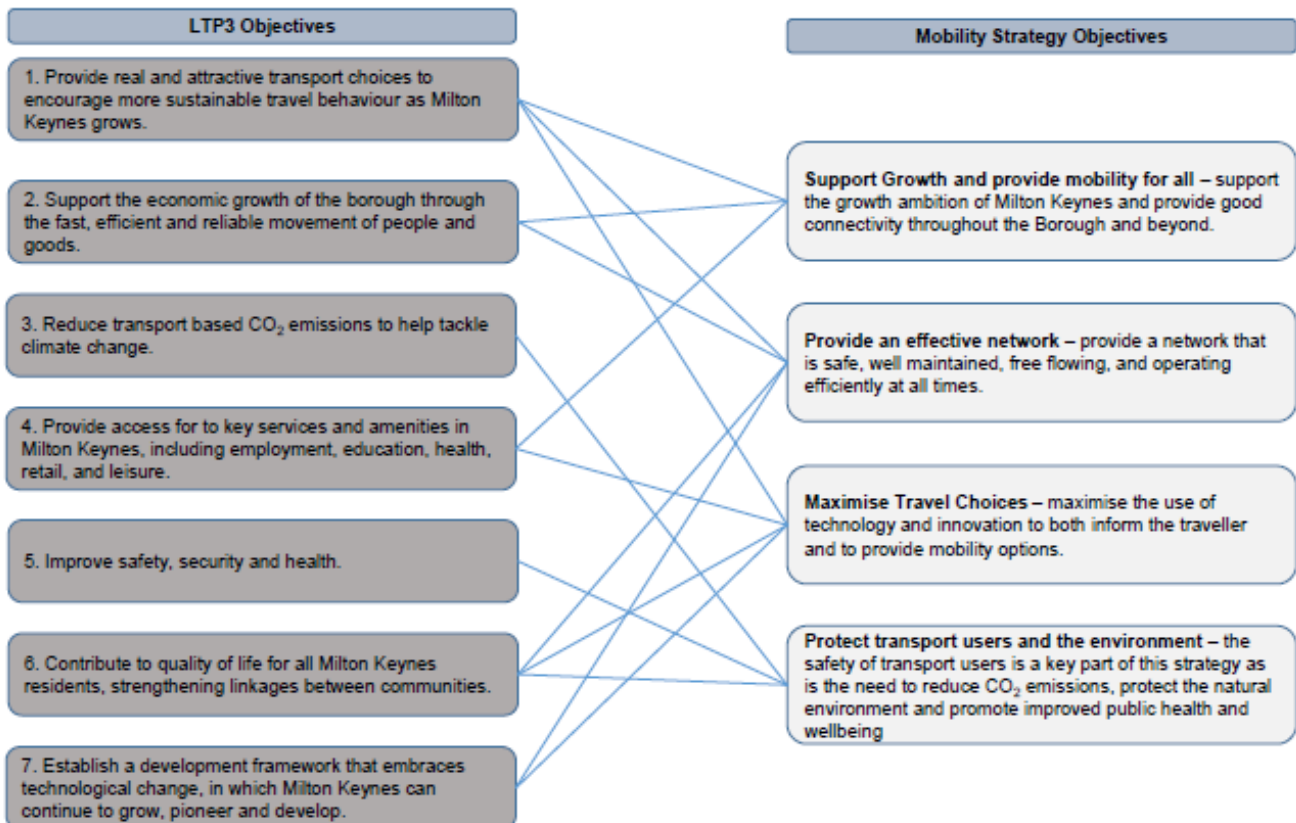 LTP3 Objectives
1. Provide real and attractive transport choices to
encourage more sustainable travel behaviour as Milton
Keynes grows.
2. Support the economic growth of the borough through
the fast, efficient and reliable movement of people and
goods.
3. Reduce transport based CO₂ emissions to help tackle
climate change.
4. Provide access for to key services and amenities in
Milton Keynes, including employment, education, health,
retail, and leisure.
5. Improve safety, security and health.
6. Contribute to quality of life for all Milton Keynes
residents, strengthening linkages between communities.
7. Establish a development framework that embraces
technological change, in which Milton Keynes can
continue to grow, pioneer and develop.
Mobility Strategy Objectives
Support Growth and provide mobility for all – support
the growth ambition of Milton Keynes and provide good
connectivity throughout the Borough and beyond.
Provide an effective network – provide a network that
is safe, well maintained, free flowing, and operating
efficiently at all times.
Maximise Travel Choices – maximise the use of
technology and innovation to both inform the traveller
and to provide mobility options.
Protect transport users and the environment – the
safety of transport users is a key part of this strategy as
is the need to reduce CO₂ emissions, protect the natural
environment and promote improved public health and
wellbeing